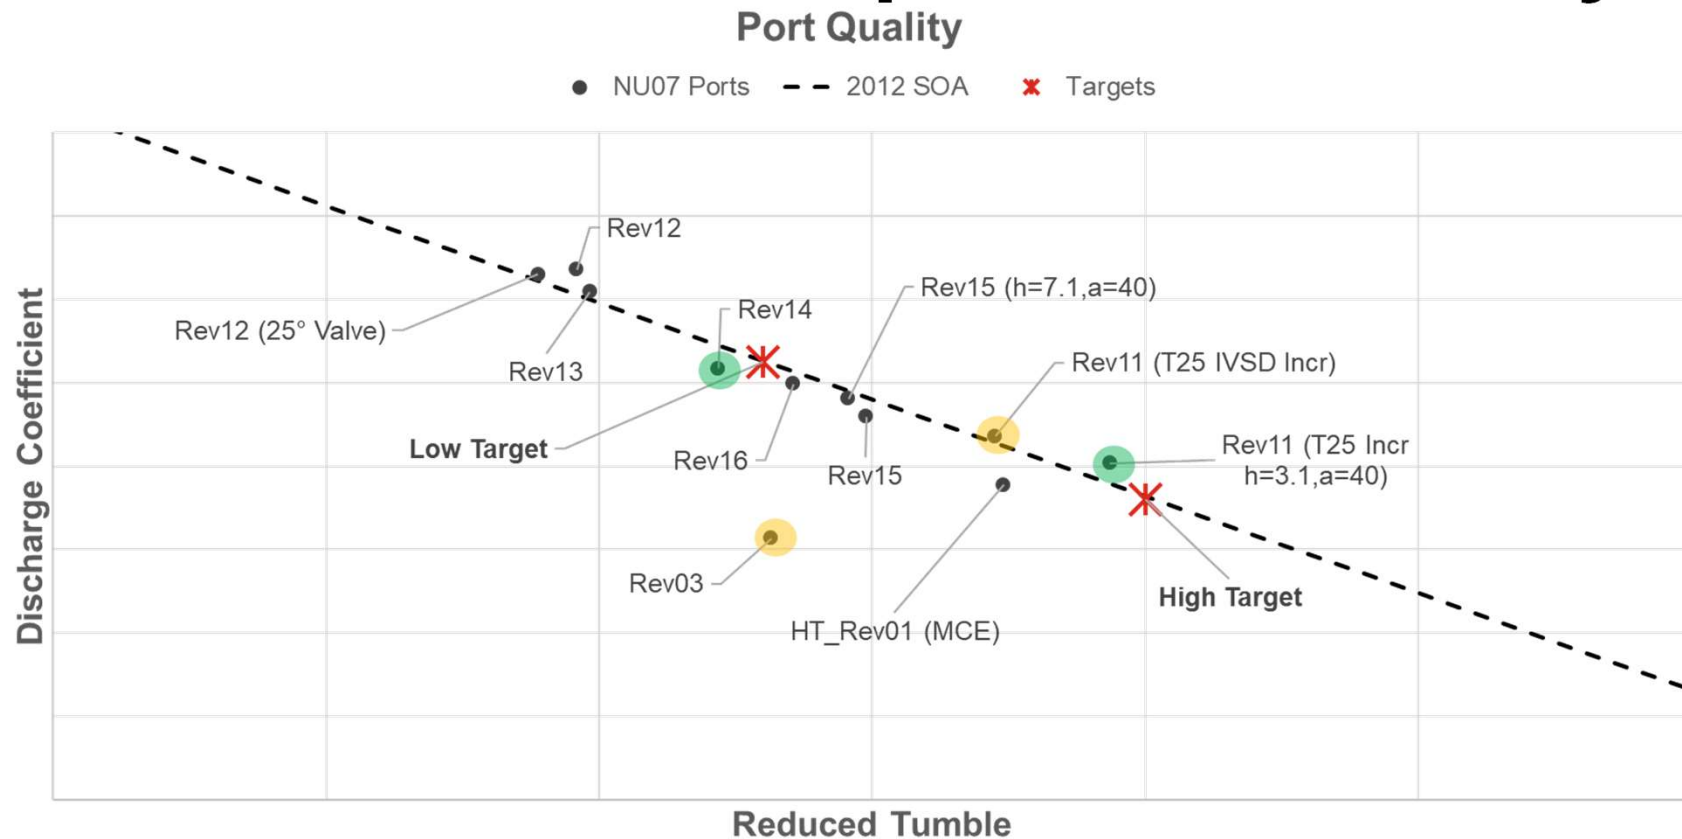 Port Quality
NU07 Ports
2012 SOA
Targets
Rev12
Rev15 (h=7.1,a=40)
Rev14
Rev12 (25° Valve)
Rev13
Rev11 (T25 IVSD Incr)
Low Target
Rev16
Rev15
Rev11 (T25 Incr
h=3.1,a=40)
Rev03
High Target
HT_Rev01 (MCE)
Discharge Coefficient
Reduced Tumble